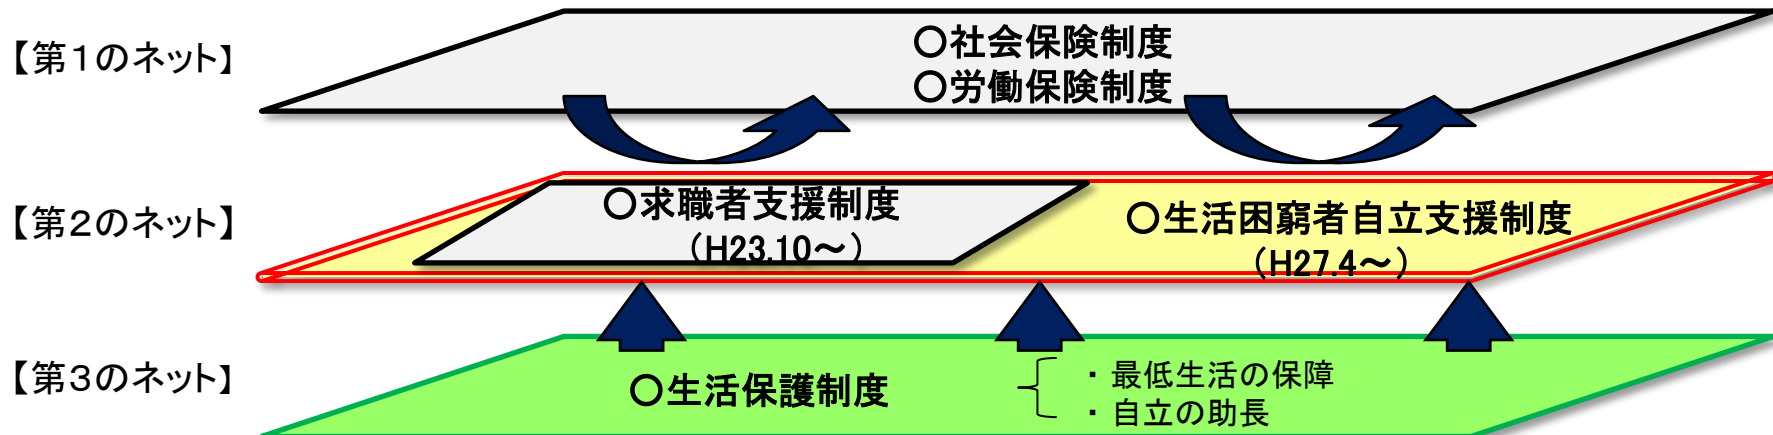 【第1のネット】
○社会保険制度
○労働保険制度
【第2のネット】
○求職者支援制度
（H23.10～）
○生活困窮者自立支援制度
（H27.4～）
【第3のネット】
○生活保護制度
・最低生活の保障
・自立の助長